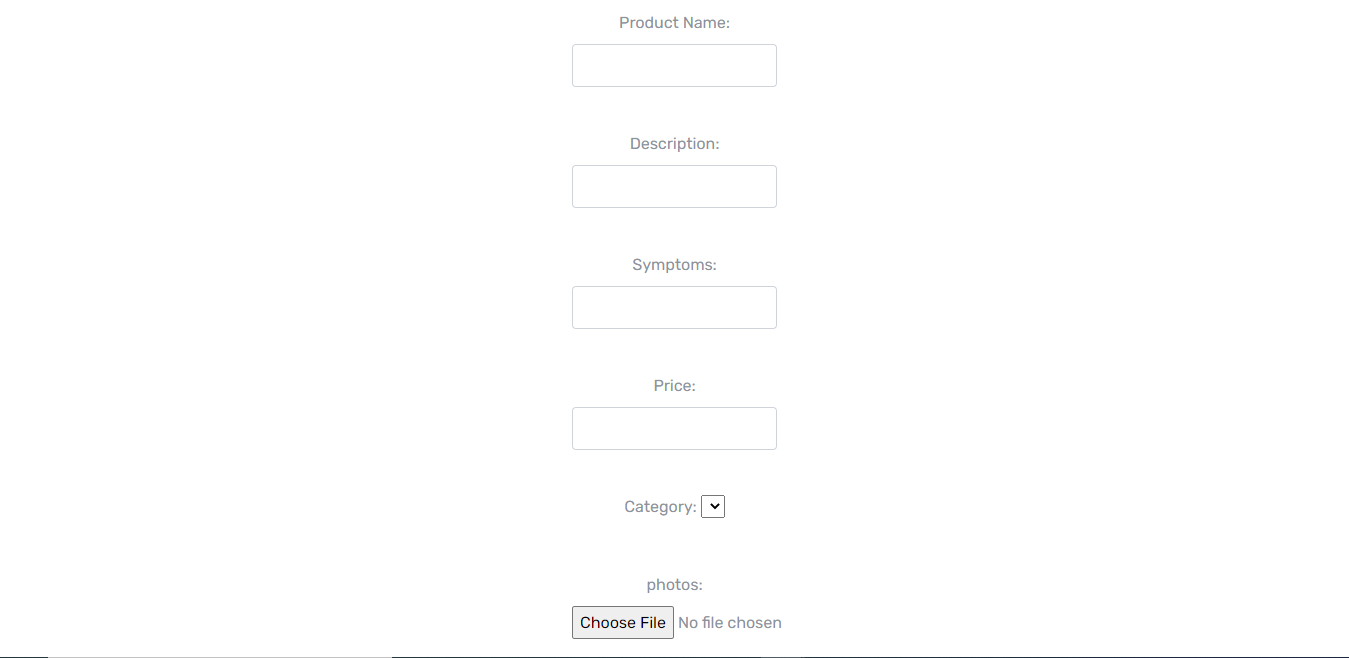 Product Name:
Description:
Symptoms:
Price:
Category:
photos:
Choose File No file chosen